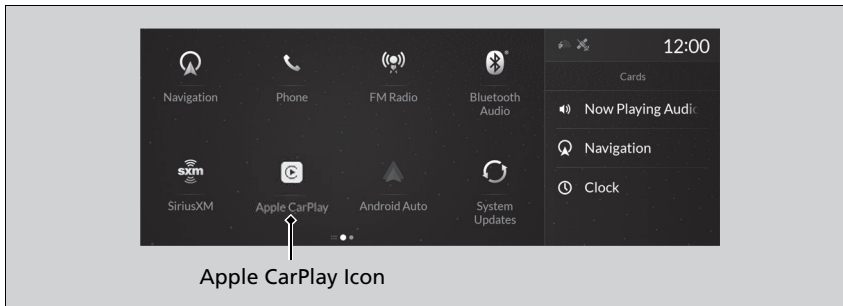 12:00
Cards
Navigation
Phone
FM Radio
Bluetooth
Audio
Now Playing Audic
Navigation
sxm
SiriusXM
Apple CarPlay
Android Auto
System
Updates
Clock
Apple CarPlay Icon